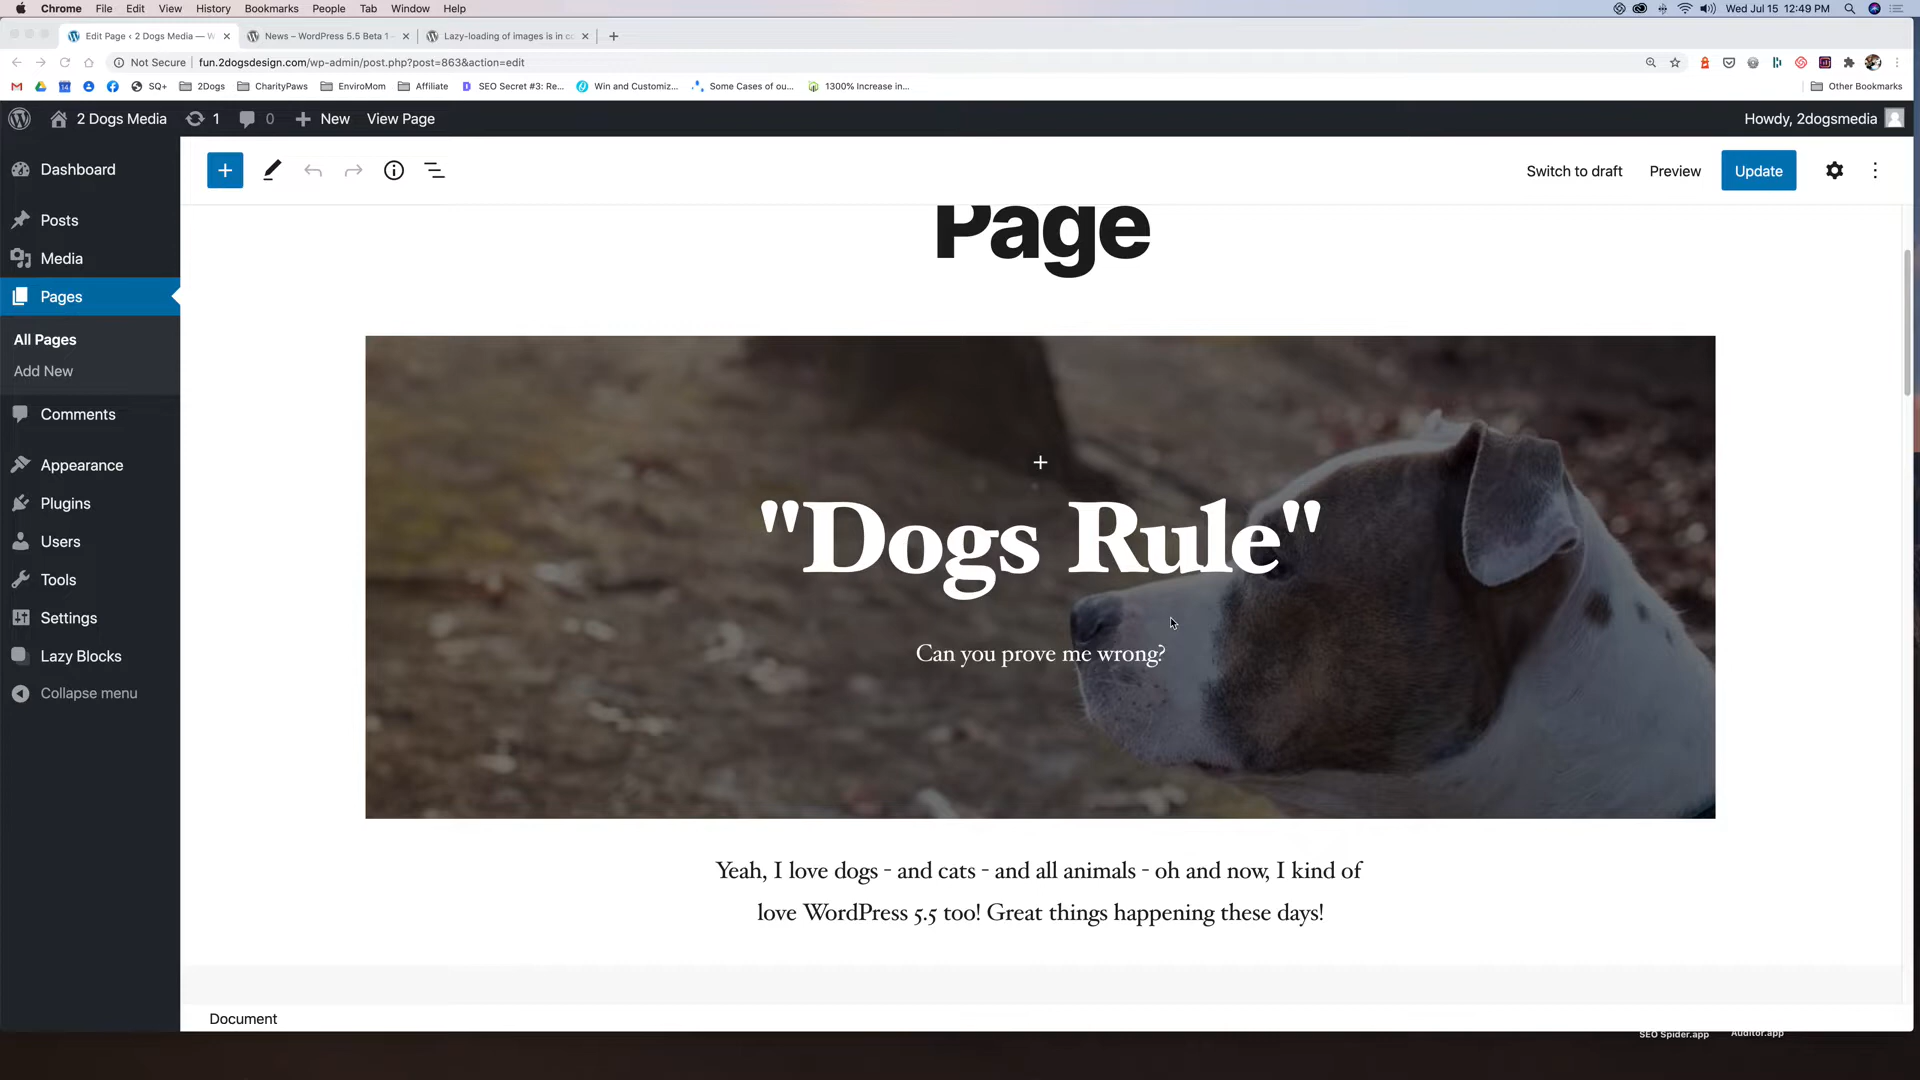 Chrome File Edit View History Bookmarks People Tab Window Help
Wed Jul 15 12:49 PM
Edit Page ‹ 2 Dogs Media — W
News – WordPress 5.5 Beta 1 –
Lazy-loading of images is in co
Not Secure | fun.2dogsdesign.com/wp-admin/post.php?post=863&action=edit
SQ+ 2Dogs CharityPaws EnviroMom Affiliate SEO Secret #3: Re... Win and Customiz... Some Cases of ou... 1300% Increase in... Other Bookmarks
2 Dogs Media 1 0 New View Page
Howdy, 2dogsmedia
Dashboard
Posts
Media
Pages
All Pages
Add New
Comments
Appearance
Plugins
Users
Tools
Settings
Lazy Blocks
Collapse menu
Switch to draft Preview Update
Page
"Dogs Rule"
Can you prove me wrong?
Yeah, I love dogs - and cats - and all animals - oh and now, I kind of
love WordPress 5.5 too! Great things happening these days!
Document
SEO Spider.app
Auditor.app